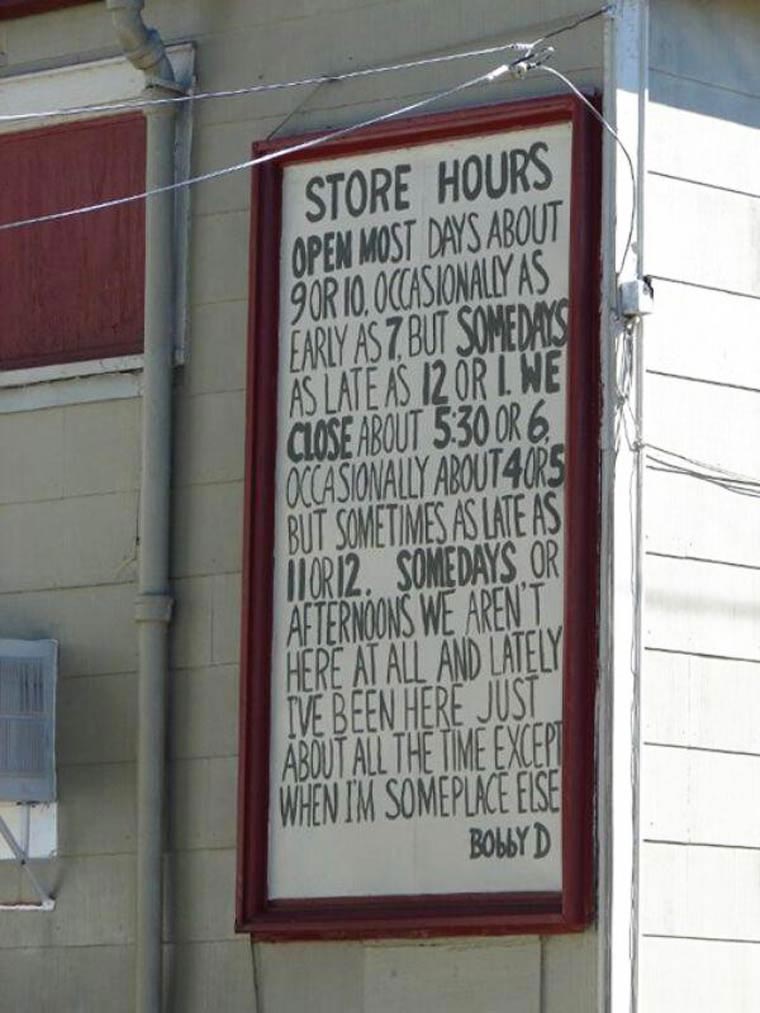 STORE HOURS
OPEN MOST DAYS ABOUT
9 OR 10, OCCASIONALLY AS
EARLY AS 7, BUT SOMEDAYS
AS LATE AS 12 OR 1. WE
CLOSE ABOUT 5:30 OR 6,
OCCASIONALLY ABOUT 4 OR 5
BUT SOMETIMES AS LATE AS
11 OR 12. SOMEDAYS OR
AFTERNOONS WE AREN'T
HERE AT ALL AND LATELY
I'VE BEEN HERE JUST
ABOUT ALL THE TIME EXCEPT
WHEN I'M SOMEPLACE ELSE
BOBBY D